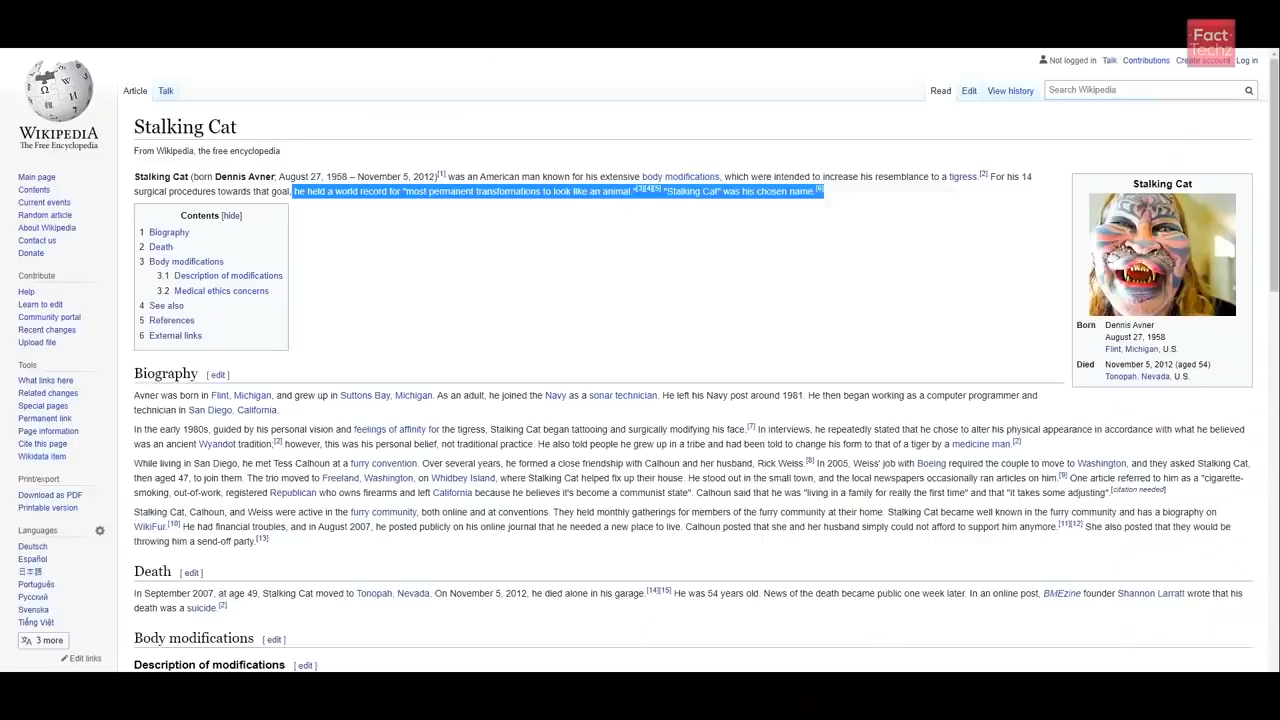 Fact
Techz
Not logged in Talk Contributions Create account Log in
Article Talk Read Edit View history Search Wikipedia
WIKIPEDIA
The Free Encyclopedia
Main page
Contents
Current events
Random article
About Wikipedia
Contact us
Donate
Contribute
Help
Learn to edit
Community portal
Recent changes
Upload file
Tools
What links here
Related changes
Special pages
Permanent link
Page information
Cite this page
Wikidata item
Print/export
Download as PDF
Printable version
Languages
Deutsch
Español
日本語
Português
Русский
Svenska
Tiếng Việt
3 more
Edit links
Stalking Cat
From Wikipedia, the free encyclopedia
Stalking Cat (born Dennis Avner; August 27, 1958 – November 5, 2012)[1] was an American man known for his extensive body modifications, which were intended to increase his resemblance to a tigress.[2] For his 14
surgical procedures towards that goal, he held a world record for "most permanent transformations to look like an animal "[3][4][5] "Stalking Cat" was his chosen name.[6]
Contents [hide]
1 Biography
2 Death
3 Body modifications
3.1 Description of modifications
3.2 Medical ethics concerns
4 See also
5 References
6 External links
Stalking Cat
Born Dennis Avner
August 27, 1958
Flint, Michigan, U.S.
Died November 5, 2012 (aged 54)
Tonopah, Nevada, U.S.
Biography [ edit ]
Avner was born in Flint, Michigan, and grew up in Suttons Bay, Michigan. As an adult, he joined the Navy as a sonar technician. He left his Navy post around 1981. He then began working as a computer programmer and
technician in San Diego, California.
In the early 1980s, guided by his personal vision and feelings of affinity for the tigress, Stalking Cat began tattooing and surgically modifying his face.[7] In interviews, he repeatedly stated that he chose to alter his physical appearance in accordance with what he believed
was an ancient Wyandot tradition;[2] however, this was his personal belief, not traditional practice. He also told people he grew up in a tribe and had been told to change his form to that of a tiger by a medicine man.[2]
While living in San Diego, he met Tess Calhoun at a furry convention. Over several years, he formed a close friendship with Calhoun and her husband, Rick Weiss.[8] In 2005, Weiss' job with Boeing required the couple to move to Washington, and they asked Stalking Cat,
then aged 47, to join them. The trio moved to Freeland, Washington, on Whidbey Island, where Stalking Cat helped fix up their house. He stood out in the small town, and the local newspapers occasionally ran articles on him.[9] One article referred to him as a "cigarette-
smoking, out-of-work, registered Republican who owns firearms and left California because he believes it's become a communist state". Calhoun said that he was "living in a family for really the first time" and that "it takes some adjusting".[citation needed]
Stalking Cat, Calhoun, and Weiss were active in the furry community, both online and at conventions. They held monthly gatherings for members of the furry community at their home. Stalking Cat became well known in the furry community and has a biography on
WikiFur.[10] He had financial troubles, and in August 2007, he posted publicly on his online journal that he needed a new place to live. Calhoun posted that she and her husband simply could not afford to support him anymore.[11][12] She also posted that they would be
throwing him a send-off party.[13]
Death [ edit ]
In September 2007, at age 49, Stalking Cat moved to Tonopah, Nevada. On November 5, 2012, he died alone in his garage.[14][15] He was 54 years old. News of the death became public one week later. In an online post, BMEzine founder Shannon Larratt wrote that his
death was a suicide.[2]
Body modifications [ edit ]
Description of modifications [ edit ]